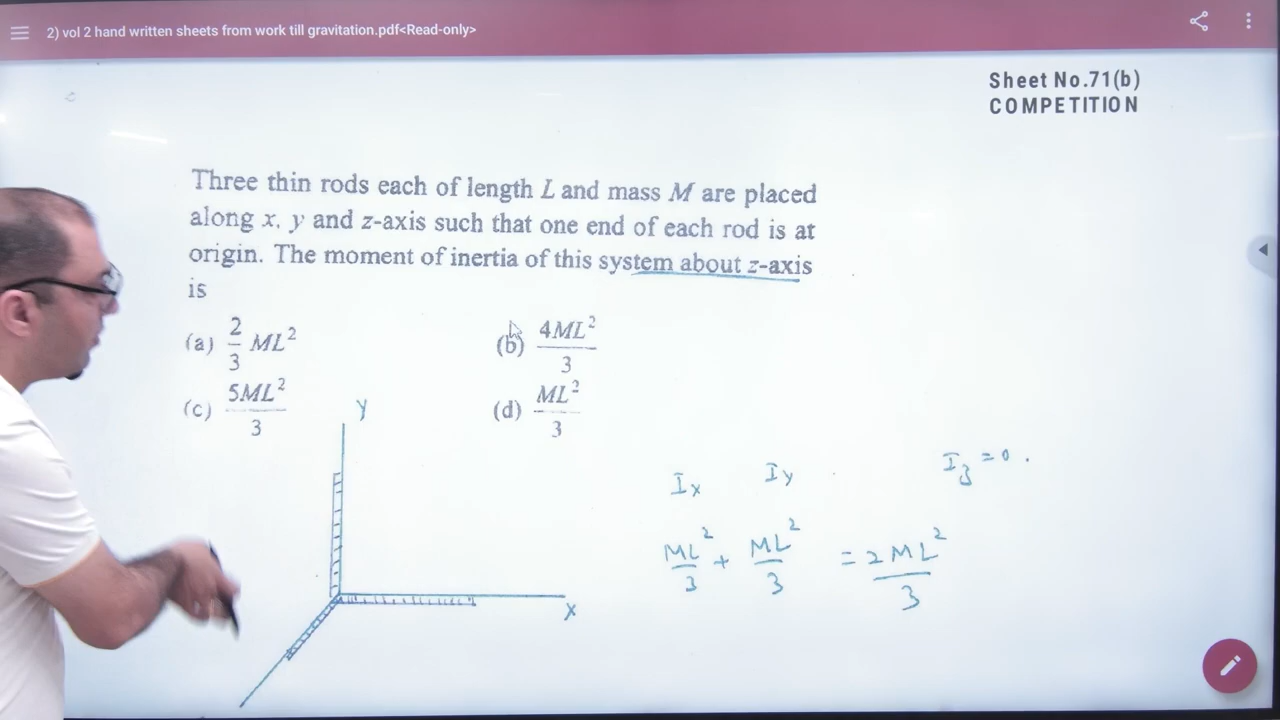 2) vol 2 hand written sheets from work till gravitation.pdf<Read-only>
Sheet No.71(b)
COMPETITION
Three thin rods each of length L and mass M are placed
along x, y and z-axis such that one end of each rod is at
origin. The moment of inertia of this system about z-axis
is
(a) 2/3 ML²
(b) 4ML²/3
(c) 5ML²/3
(d) ML²/3
Y
X
Ix Iy I3 = 0 .
ML²/3 + ML²/3 = 2ML²/3